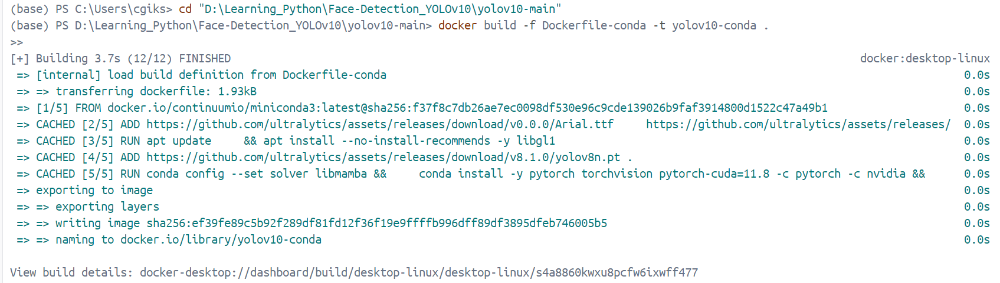 (base) PS C:\Users\cgiks> cd "D:\Learning_Python\Face-Detection_YOLOv10\yolov10-main"
(base) PS D:\Learning_Python\Face-Detection_YOLOv10\yolov10-main> docker build -f Dockerfile-conda -t yolov10-conda .
>>
[+] Building 3.7s (12/12) FINISHED docker:desktop-linux
=> [internal] load build definition from Dockerfile-conda 0.0s
=> => transferring dockerfile: 1.93kB 0.0s
=> [1/5] FROM docker.io/continuumio/miniconda3:latest@sha256:f37f8c7db26ae7ec0098df530e96c9cde139026b9faf3914800d1522c47a49b1 0.0s
=> CACHED [2/5] ADD https://github.com/ultralytics/assets/releases/download/v0.0.0/Arial.ttf https://github.com/ultralytics/assets/releases/ 0.0s
=> CACHED [3/5] RUN apt update && apt install --no-install-recommends -y libgl1 0.0s
=> CACHED [4/5] ADD https://github.com/ultralytics/assets/releases/download/v8.1.0/yolov8n.pt . 0.0s
=> CACHED [5/5] RUN conda config --set solver libmamba && conda install -y pytorch torchvision pytorch-cuda=11.8 -c pytorch -c nvidia && 0.0s
=> exporting to image 0.0s
=> => exporting layers 0.0s
=> => writing image sha256:ef39fe89c5b92f289df81fd12f36f19e9ffffb996dff89df3895dfeb746005b5 0.0s
=> => naming to docker.io/library/yolov10-conda 0.0s
View build details: docker-desktop://dashboard/build/desktop-linux/desktop-linux/s4a8860kwxu8pcfw6ixwff477